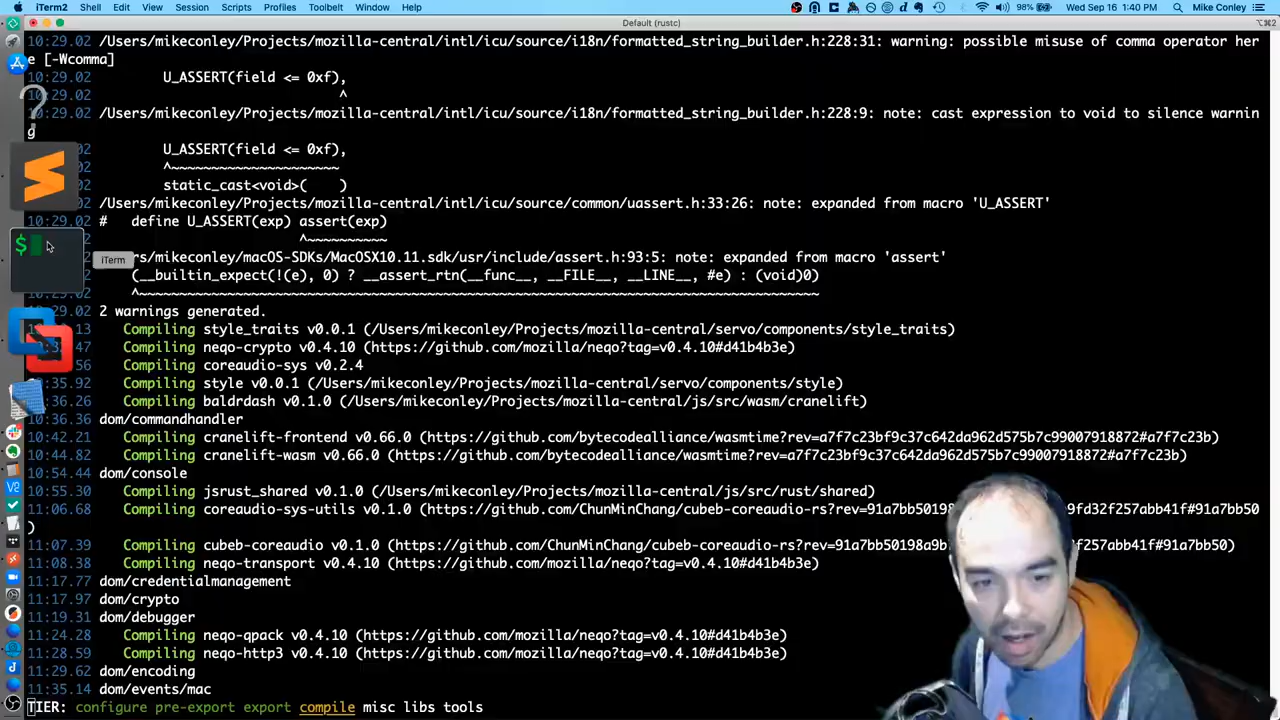 iTerm2 Shell Edit View Session Scripts Profiles Toolbelt Window Help 98% Wed Sep 16 1:40 PM Mike Conley
Default (rustc) ⌥⌘2
10:29.02 /Users/mikeconley/Projects/mozilla-central/intl/icu/source/i18n/formatted_string_builder.h:228:31: warning: possible misuse of comma operator her
e [-Wcomma]
U_ASSERT(field <= 0xf),
10:29.02 ^
10:29.02 /Users/mikeconley/Projects/mozilla-central/intl/icu/source/i18n/formatted_string_builder.h:228:9: note: cast expression to void to silence warnin
g
U_ASSERT(field <= 0xf),
^~~~~~~~~~~~~~~~~~~~~~
static_cast<void>( )
10:29.02 /Users/mikeconley/Projects/mozilla-central/intl/icu/source/common/uassert.h:33:26: note: expanded from macro 'U_ASSERT'
10:29.02 # define U_ASSERT(exp) assert(exp)
^~~~~~~~~~~
iTerm
rs/mikeconley/macOS-SDKs/MacOSX10.11.sdk/usr/include/assert.h:93:5: note: expanded from macro 'assert'
$ (__builtin_expect(!(e), 0) ? __assert_rtn(__func__, __FILE__, __LINE__, #e) : (void)0)
^~~~~~~~~~~~~~~~~~~~~~~~~~~~~~~~~~~~~~~~~~~~~~~~~~~~~~~~~~~~~~~~~~~~~~~~~~~~~~~~~~~~~~
29.02 2 warnings generated.
13 Compiling style_traits v0.0.1 (/Users/mikeconley/Projects/mozilla-central/servo/components/style_traits)
47 Compiling neqo-crypto v0.4.10 (https://github.com/mozilla/neqo?tag=v0.4.10#d41b4b3e)
56 Compiling coreaudio-sys v0.2.4
35.92 Compiling style v0.0.1 (/Users/mikeconley/Projects/mozilla-central/servo/components/style)
36.26 Compiling baldrdash v0.1.0 (/Users/mikeconley/Projects/mozilla-central/js/src/wasm/cranelift)
10:36.36 dom/commandhandler
10:42.21 Compiling cranelift-frontend v0.66.0 (https://github.com/bytecodealliance/wasmtime?rev=a7f7c23bf9c37c642da962d575b7c99007918872#a7f7c23b)
10:44.82 Compiling cranelift-wasm v0.66.0 (https://github.com/bytecodealliance/wasmtime?rev=a7f7c23bf9c37c642da962d575b7c99007918872#a7f7c23b)
10:54.44 dom/console
10:55.30 Compiling jsrust_shared v0.1.0 (/Users/mikeconley/Projects/mozilla-central/js/src/rust/shared)
11:06.68 Compiling coreaudio-sys-utils v0.1.0 (https://github.com/ChunMinChang/cubeb-coreaudio-rs?rev=91a7bb50198 9fd32f257abb41f#91a7bb50
)
11:07.39 Compiling cubeb-coreaudio v0.1.0 (https://github.com/ChunMinChang/cubeb-coreaudio-rs?rev=91a7bb50198a9b f257abb41f#91a7bb50)
11:08.38 Compiling neqo-transport v0.4.10 (https://github.com/mozilla/neqo?tag=v0.4.10#d41b4b3e)
11:17.77 dom/credentialmanagement
11:17.97 dom/crypto
11:19.31 dom/debugger
11:24.28 Compiling neqo-qpack v0.4.10 (https://github.com/mozilla/neqo?tag=v0.4.10#d41b4b3e)
11:28.59 Compiling neqo-http3 v0.4.10 (https://github.com/mozilla/neqo?tag=v0.4.10#d41b4b3e)
11:29.62 dom/encoding
11:35.14 dom/events/mac
TIER: configure pre-export export compile misc libs tools